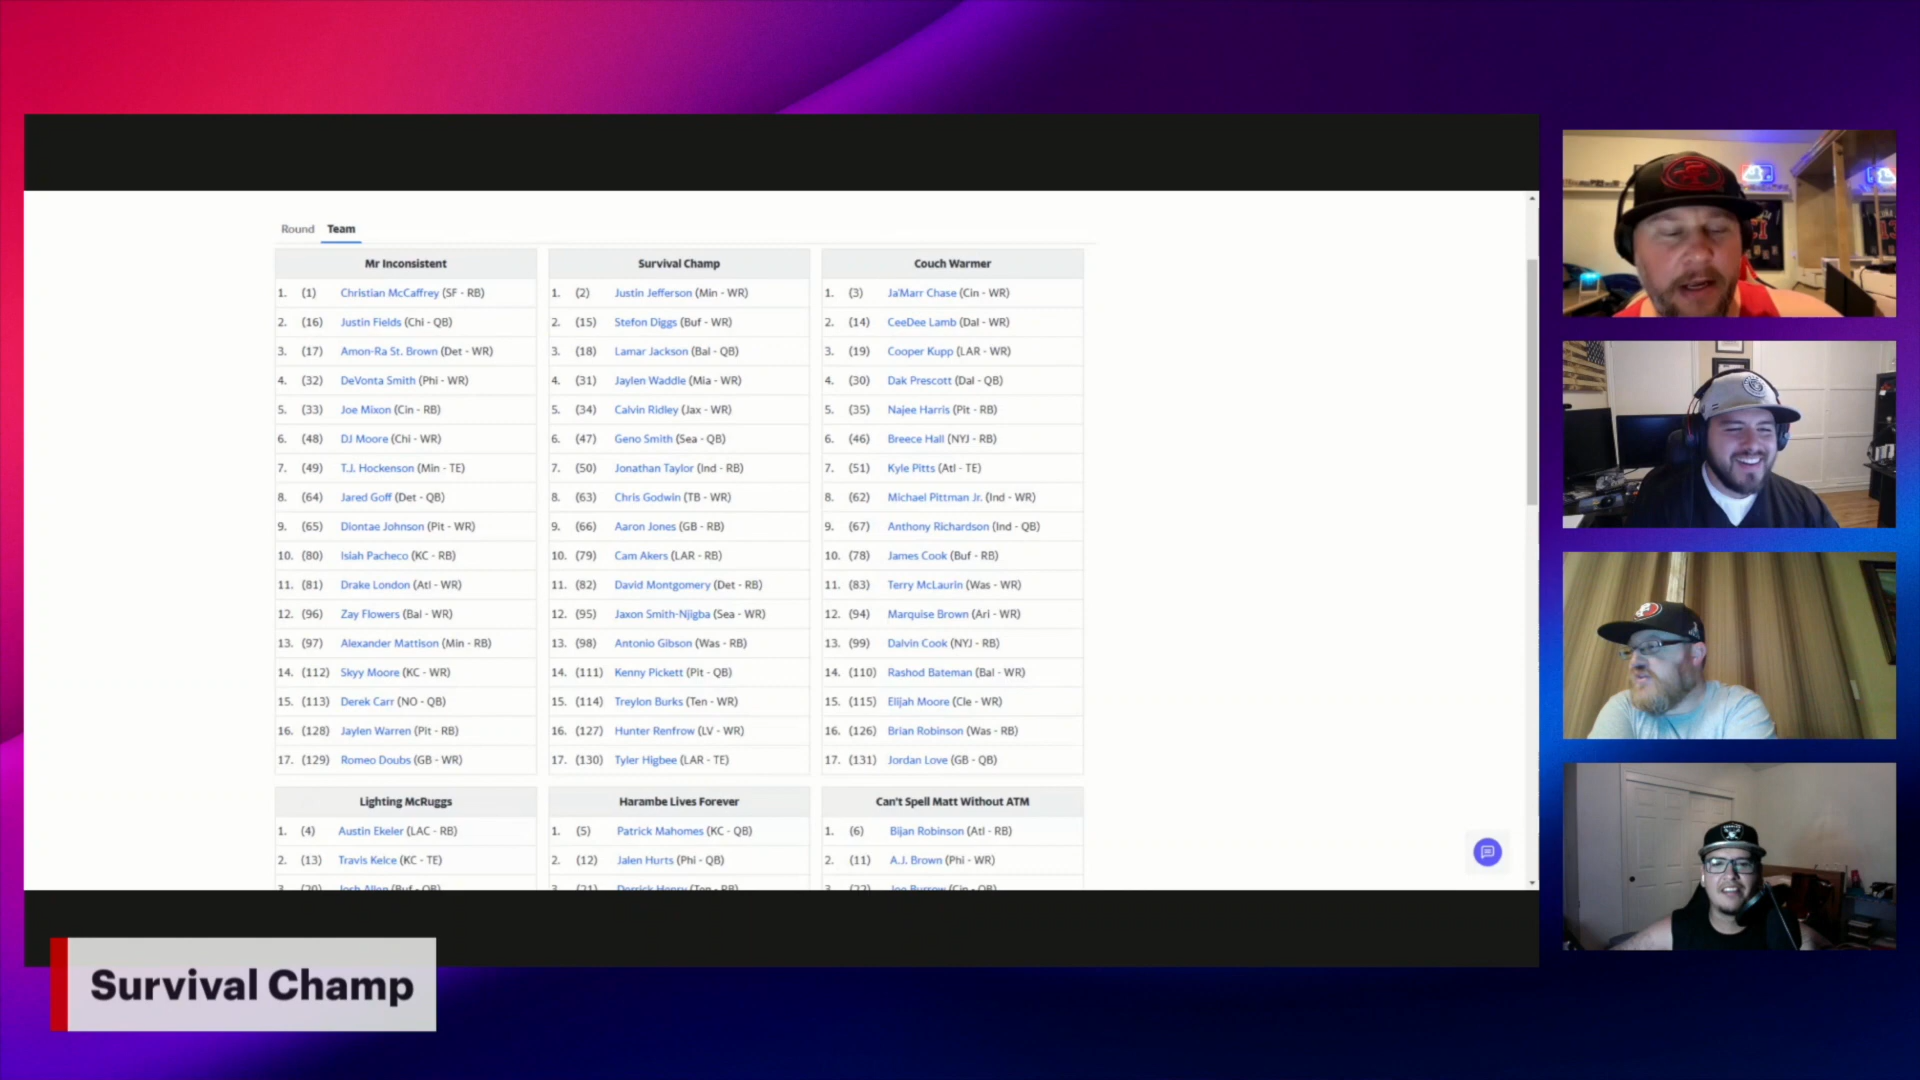 Round Team
Mr Inconsistent
1. (1) Christian McCaffrey (SF - RB)
2. (16) Justin Fields (Chi - QB)
3. (17) Amon-Ra St. Brown (Det - WR)
4. (32) DeVonta Smith (Phi - WR)
5. (33) Joe Mixon (Cin - RB)
6. (48) DJ Moore (Chi - WR)
7. (49) T.J. Hockenson (Min - TE)
8. (64) Jared Goff (Det - QB)
9. (65) Diontae Johnson (Pit - WR)
10. (80) Isiah Pacheco (KC - RB)
11. (81) Drake London (Atl - WR)
12. (96) Zay Flowers (Bal - WR)
13. (97) Alexander Mattison (Min - RB)
14. (112) Skyy Moore (KC - WR)
15. (113) Derek Carr (NO - QB)
16. (128) Jaylen Warren (Pit - RB)
17. (129) Romeo Doubs (GB - WR)
Survival Champ
1. (2) Justin Jefferson (Min - WR)
2. (15) Stefon Diggs (Buf - WR)
3. (18) Lamar Jackson (Bal - QB)
4. (31) Jaylen Waddle (Mia - WR)
5. (34) Calvin Ridley (Jax - WR)
6. (47) Geno Smith (Sea - QB)
7. (50) Jonathan Taylor (Ind - RB)
8. (63) Chris Godwin (TB - WR)
9. (66) Aaron Jones (GB - RB)
10. (79) Cam Akers (LAR - RB)
11. (82) David Montgomery (Det - RB)
12. (95) Jaxon Smith-Njigba (Sea - WR)
13. (98) Antonio Gibson (Was - RB)
14. (111) Kenny Pickett (Pit - QB)
15. (114) Treylon Burks (Ten - WR)
16. (127) Hunter Renfrow (LV - WR)
17. (130) Tyler Higbee (LAR - TE)
Couch Warmer
1. (3) Ja'Marr Chase (Cin - WR)
2. (14) CeeDee Lamb (Dal - WR)
3. (19) Cooper Kupp (LAR - WR)
4. (30) Dak Prescott (Dal - QB)
5. (35) Najee Harris (Pit - RB)
6. (46) Breece Hall (NYJ - RB)
7. (51) Kyle Pitts (Atl - TE)
8. (62) Michael Pittman Jr. (Ind - WR)
9. (67) Anthony Richardson (Ind - QB)
10. (78) James Cook (Buf - RB)
11. (83) Terry McLaurin (Was - WR)
12. (94) Marquise Brown (Ari - WR)
13. (99) Dalvin Cook (NYJ - RB)
14. (110) Rashod Bateman (Bal - WR)
15. (115) Elijah Moore (Cle - WR)
16. (126) Brian Robinson (Was - RB)
17. (131) Jordan Love (GB - QB)
Lighting McRuggs
1. (4) Austin Ekeler (LAC - RB)
2. (13) Travis Kelce (KC - TE)
3. (20) Josh Allen (Buf - QB)
Harambe Lives Forever
1. (5) Patrick Mahomes (KC - QB)
2. (12) Jalen Hurts (Phi - QB)
3. (21) Derrick Henry (Ten - RB)
Can't Spell Matt Without ATM
1. (6) Bijan Robinson (Atl - RB)
2. (11) A.J. Brown (Phi - WR)
3. (22) Joe Burrow (Cin - QB)
Survival Champ